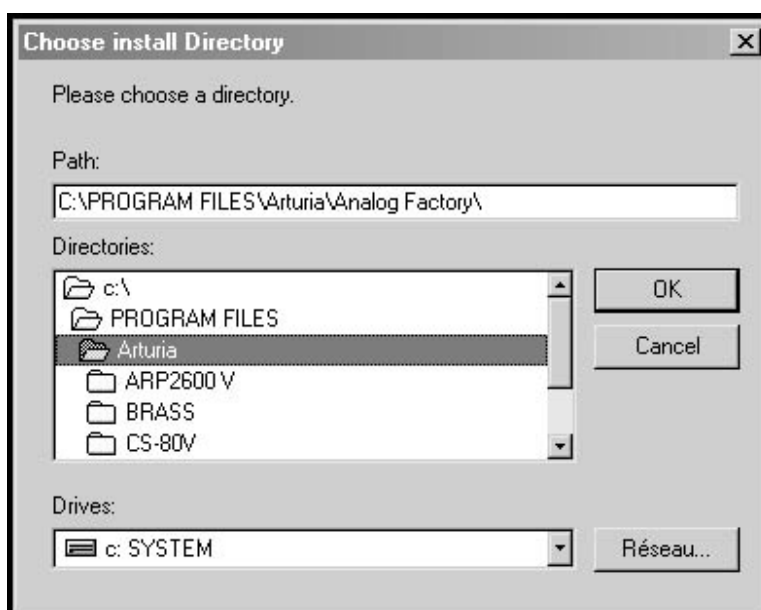 Choose install Directory
Please choose a directory.
Path:
C:\PROGRAM FILES\Arturia\Analog Factory\
Directories:
c:\
PROGRAM FILES
Arturia
ARP2600 V
BRASS
CS-80V
OK
Cancel
Drives:
c: SYSTEM
Réseau...